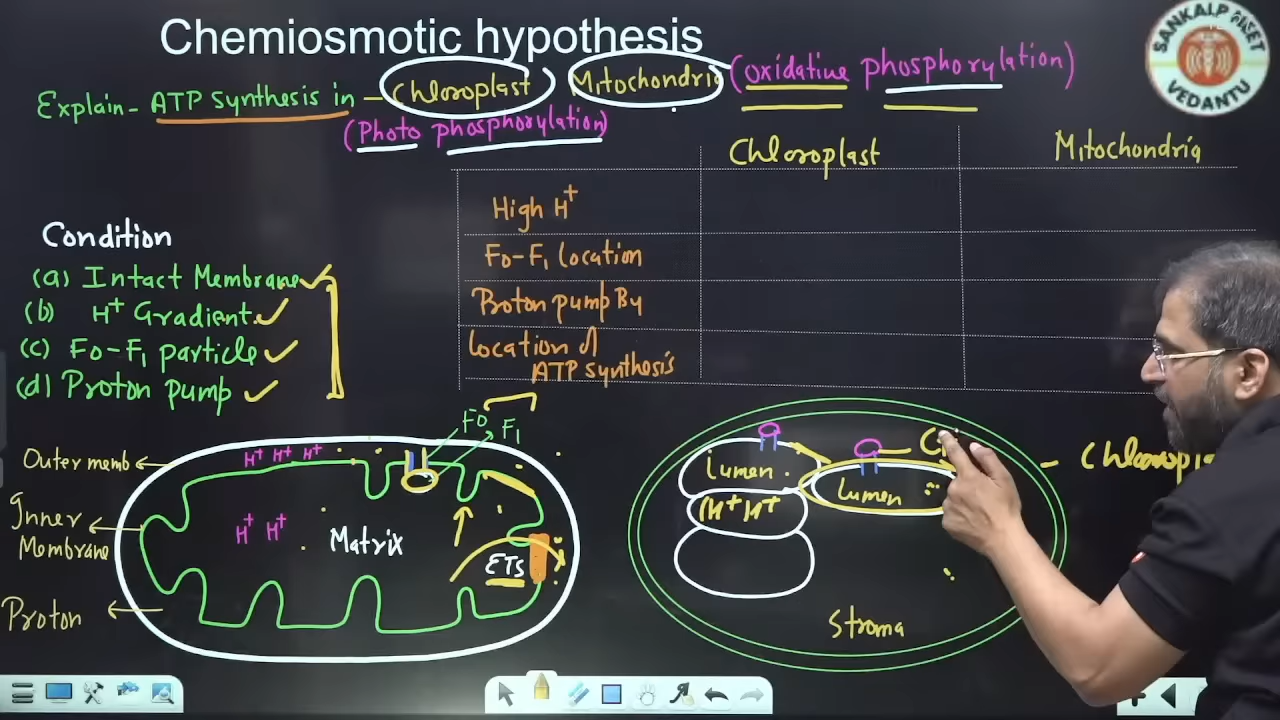 Chemiosmotic hypothesis
SANKALP
VEDANTU
Explain - ATP Synthesis in - Chloroplast, Mitochondria (oxidative phosphorylation)
(Photo phosphorylation)
Chloroplast Mitochondria
High H+
Fo-F1 location
Proton pump By
Location of
ATP synthesis
Condition
(a) Intact Membrane
(b) H+ Gradient
(c) Fo-F1 particle
(d) Proton pump
Fo
F1
Outer memb
H+ H+ H+
Inner
Membrane
H+ H+
Matrix
ETS
Proton
Lumen
Lumen
H+ H+
Stroma